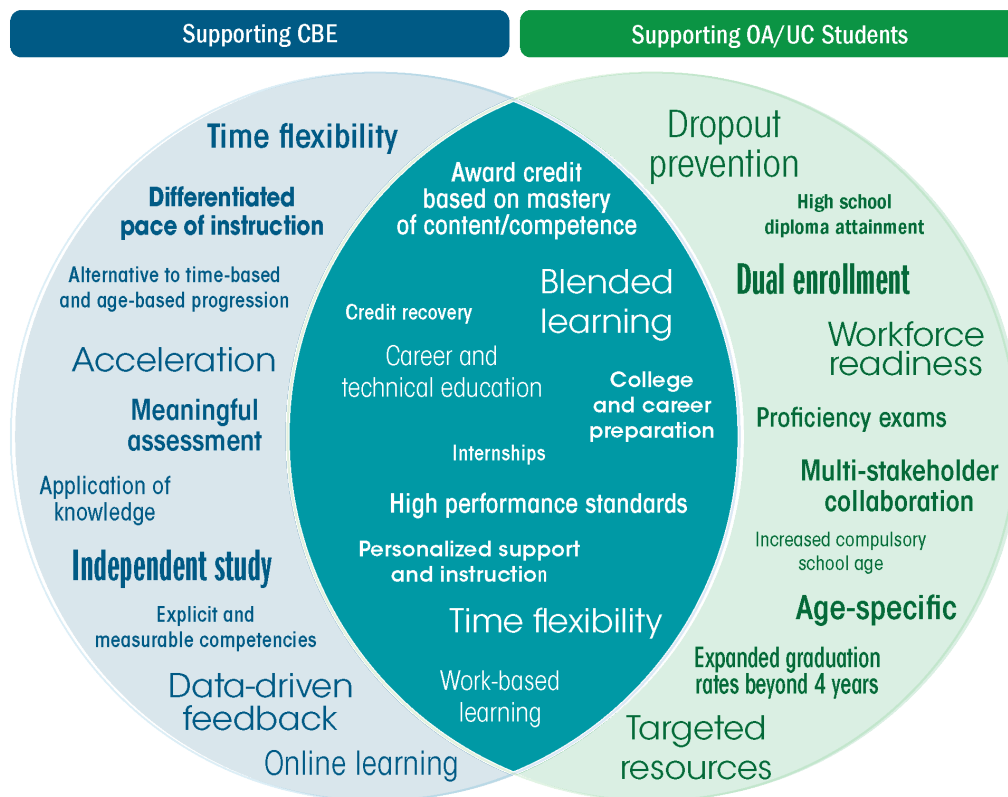 Supporting CBE
Supporting OA/UC Students
Time flexibility
Differentiated
pace of instruction
Alternative to time-based
and age-based progression
Acceleration
Meaningful
assessment
Application of
knowledge
Independent study
Explicit and
measurable competencies
Data-driven
feedback
Online learning
Award credit
based on mastery
of content/competence
Blended
learning
Credit recovery
Career and
technical education
College
and career
preparation
Internships
High performance standards
Personalized support
and instruction
Time flexibility
Work-based
learning
Dropout
prevention
High school
diploma attainment
Dual enrollment
Workforce
readiness
Proficiency exams
Multi-stakeholder
collaboration
Increased compulsory
school age
Age-specific
Expanded graduation
rates beyond 4 years
Targeted
resources